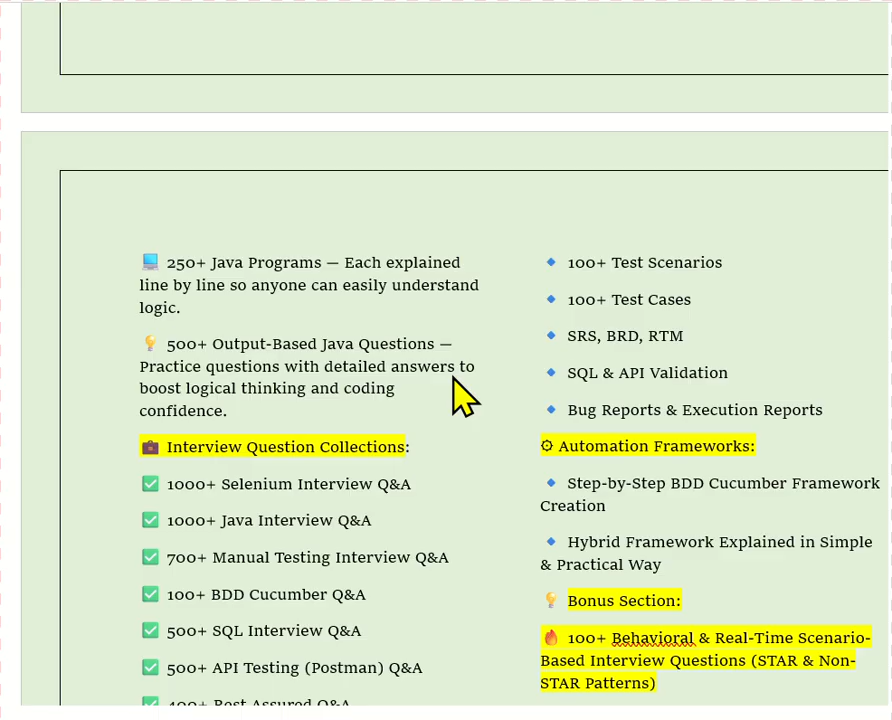 💻 250+ Java Programs — Each explained
line by line so anyone can easily understand
logic.
💡 500+ Output-Based Java Questions —
Practice questions with detailed answers to
boost logical thinking and coding
confidence.
💼 Interview Question Collections:
✅ 1000+ Selenium Interview Q&A
✅ 1000+ Java Interview Q&A
✅ 700+ Manual Testing Interview Q&A
✅ 100+ BDD Cucumber Q&A
✅ 500+ SQL Interview Q&A
✅ 500+ API Testing (Postman) Q&A
✅ 400+ Rest Assured Q&A
🔹 100+ Test Scenarios
🔹 100+ Test Cases
🔹 SRS, BRD, RTM
🔹 SQL & API Validation
🔹 Bug Reports & Execution Reports
⚙ Automation Frameworks:
🔹 Step-by-Step BDD Cucumber Framework
Creation
🔹 Hybrid Framework Explained in Simple
& Practical Way
💡 Bonus Section:
🔥 100+ Behavioral & Real-Time Scenario-
Based Interview Questions (STAR & Non-
STAR Patterns)